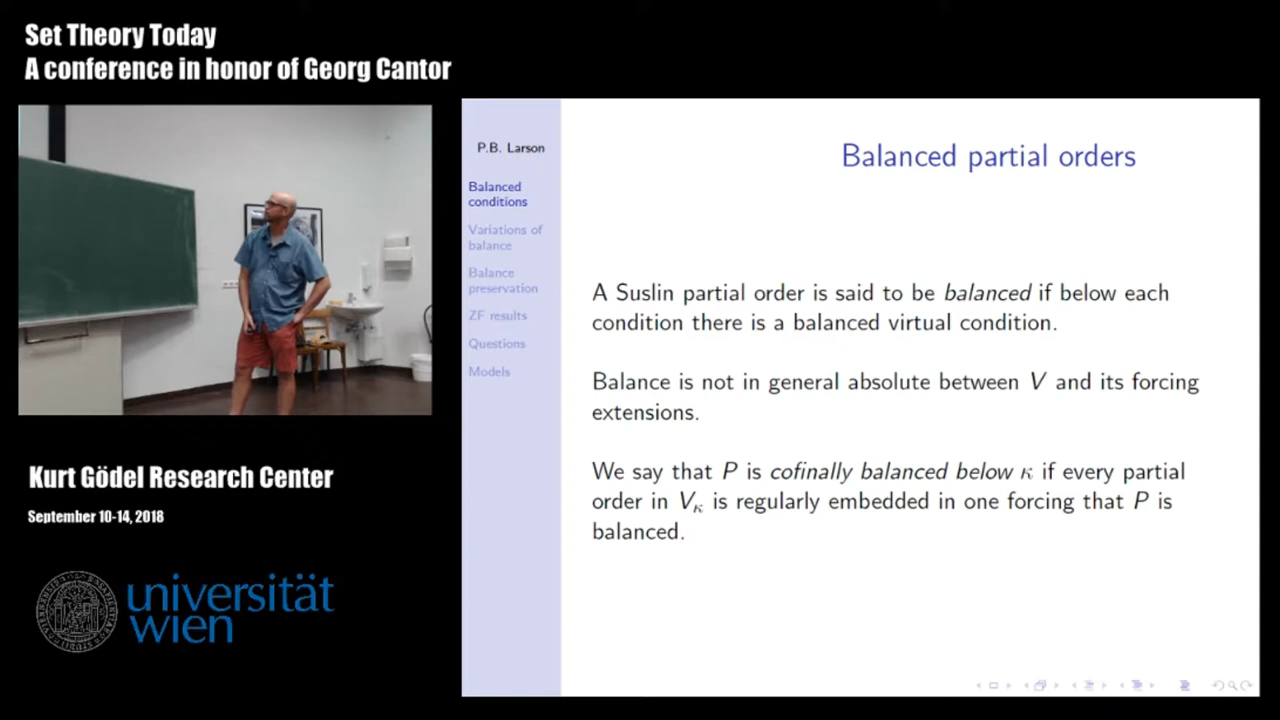 Set Theory Today
A conference in honor of Georg Cantor
Kurt Gödel Research Center
September 10-14, 2018
universität
wien
P.B. Larson
Balanced
conditions
Variations of
balance
Balance
preservation
ZF results
Questions
Models
Balanced partial orders
A Suslin partial order is said to be balanced if below each
condition there is a balanced virtual condition.
Balance is not in general absolute between V and its forcing
extensions.
We say that P is cofinally balanced below κ if every partial
order in Vκ is regularly embedded in one forcing that P is
balanced.